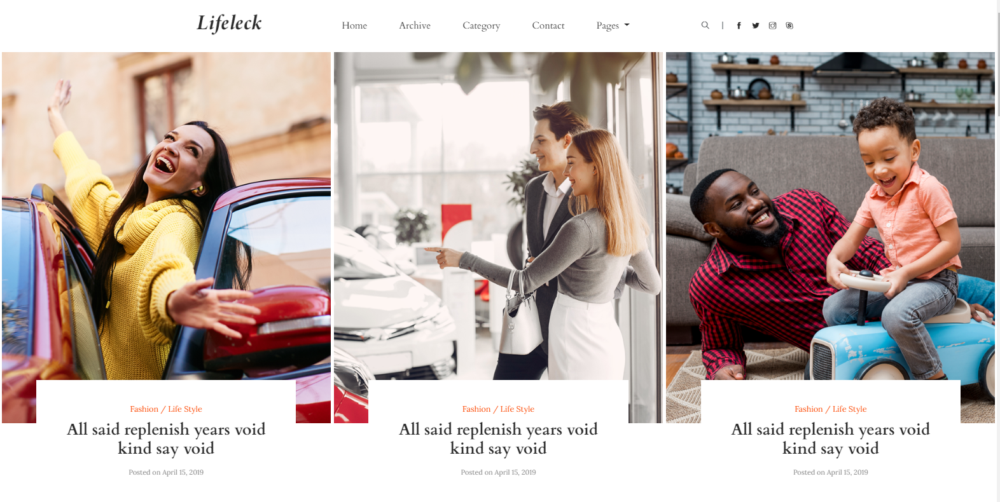 Lifeleck
Home Archive Category Contact Pages
Fashion / Life Style
All said replenish years void
kind say void
Posted on April 15, 2019
Fashion / Life Style
All said replenish years void
kind say void
Posted on April 15, 2019
Fashion / Life Style
All said replenish years void
kind say void
Posted on April 15, 2019